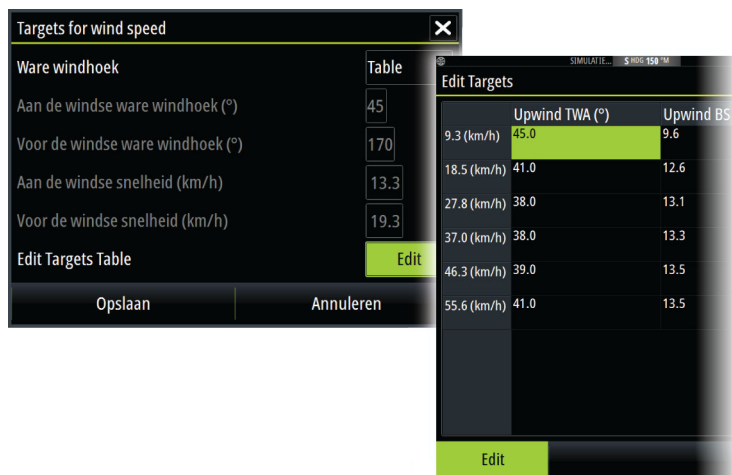 Targets for wind speed
Ware windhoek Table
Aan de windse ware windhoek (°) 45
Voor de windse ware windhoek (°) 170
Aan de windse snelheid (km/h) 13.3
Voor de windse snelheid (km/h) 19.3
Edit Targets Table Edit
Opslaan Annuleren
SIMULATIE... S HDG 150 °M
Edit Targets
Upwind TWA (°) Upwind BS
9.3 (km/h) 45.0 9.6
18.5 (km/h) 41.0 12.6
27.8 (km/h) 38.0 13.1
37.0 (km/h) 38.0 13.3
46.3 (km/h) 39.0 13.5
55.6 (km/h) 41.0 13.5
Edit